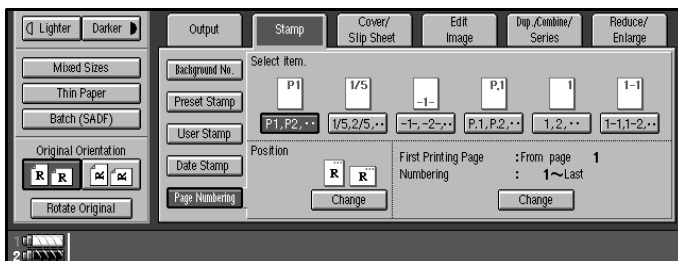 Lighter Darker
Mixed Sizes
Thin Paper
Batch (SADF)
Original Orientation
R R R R
Rotate Original
1
2
Output Stamp Cover/ Slip Sheet Edit Image Dup./Combine/ Series Reduce/ Enlarge
Background No.
Preset Stamp
User Stamp
Date Stamp
Page Numbering
Select item.
P1 1/5 -1- P.1 1 1-1
P1,P2,·· 1/5,2/5,·· -1-,-2-,·· P.1,P.2,·· 1,2,·· 1-1,1-2,··
Position
R R
Change
First Printing Page :From page 1
Numbering : 1~Last
Change